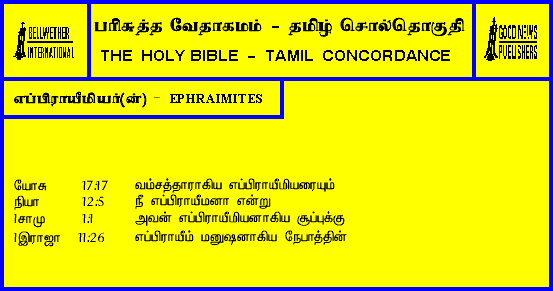 BELLWETHER
INTERNATIONAL
பரிசுத்த வேதாகமம் - தமிழ் சொல்தொகுதி
THE HOLY BIBLE - TAMIL CONCORDANCE
GOOD NEWS
PUBLISHERS
எப்பிராயீமியர்(ன்) - EPHRAIMITES
யோசு 17:17 வம்சத்தாராகிய எப்பிராயீமியரையும்
நியா 12:5 நீ எப்பிராயீமனா என்று
1சாமு 1:1 அவன் எப்பிராயீமியனாகிய சூப்புக்கு
1இராஜா 11:26 எப்பிராயீம் மனுஷனாகிய நேபாத்தின்